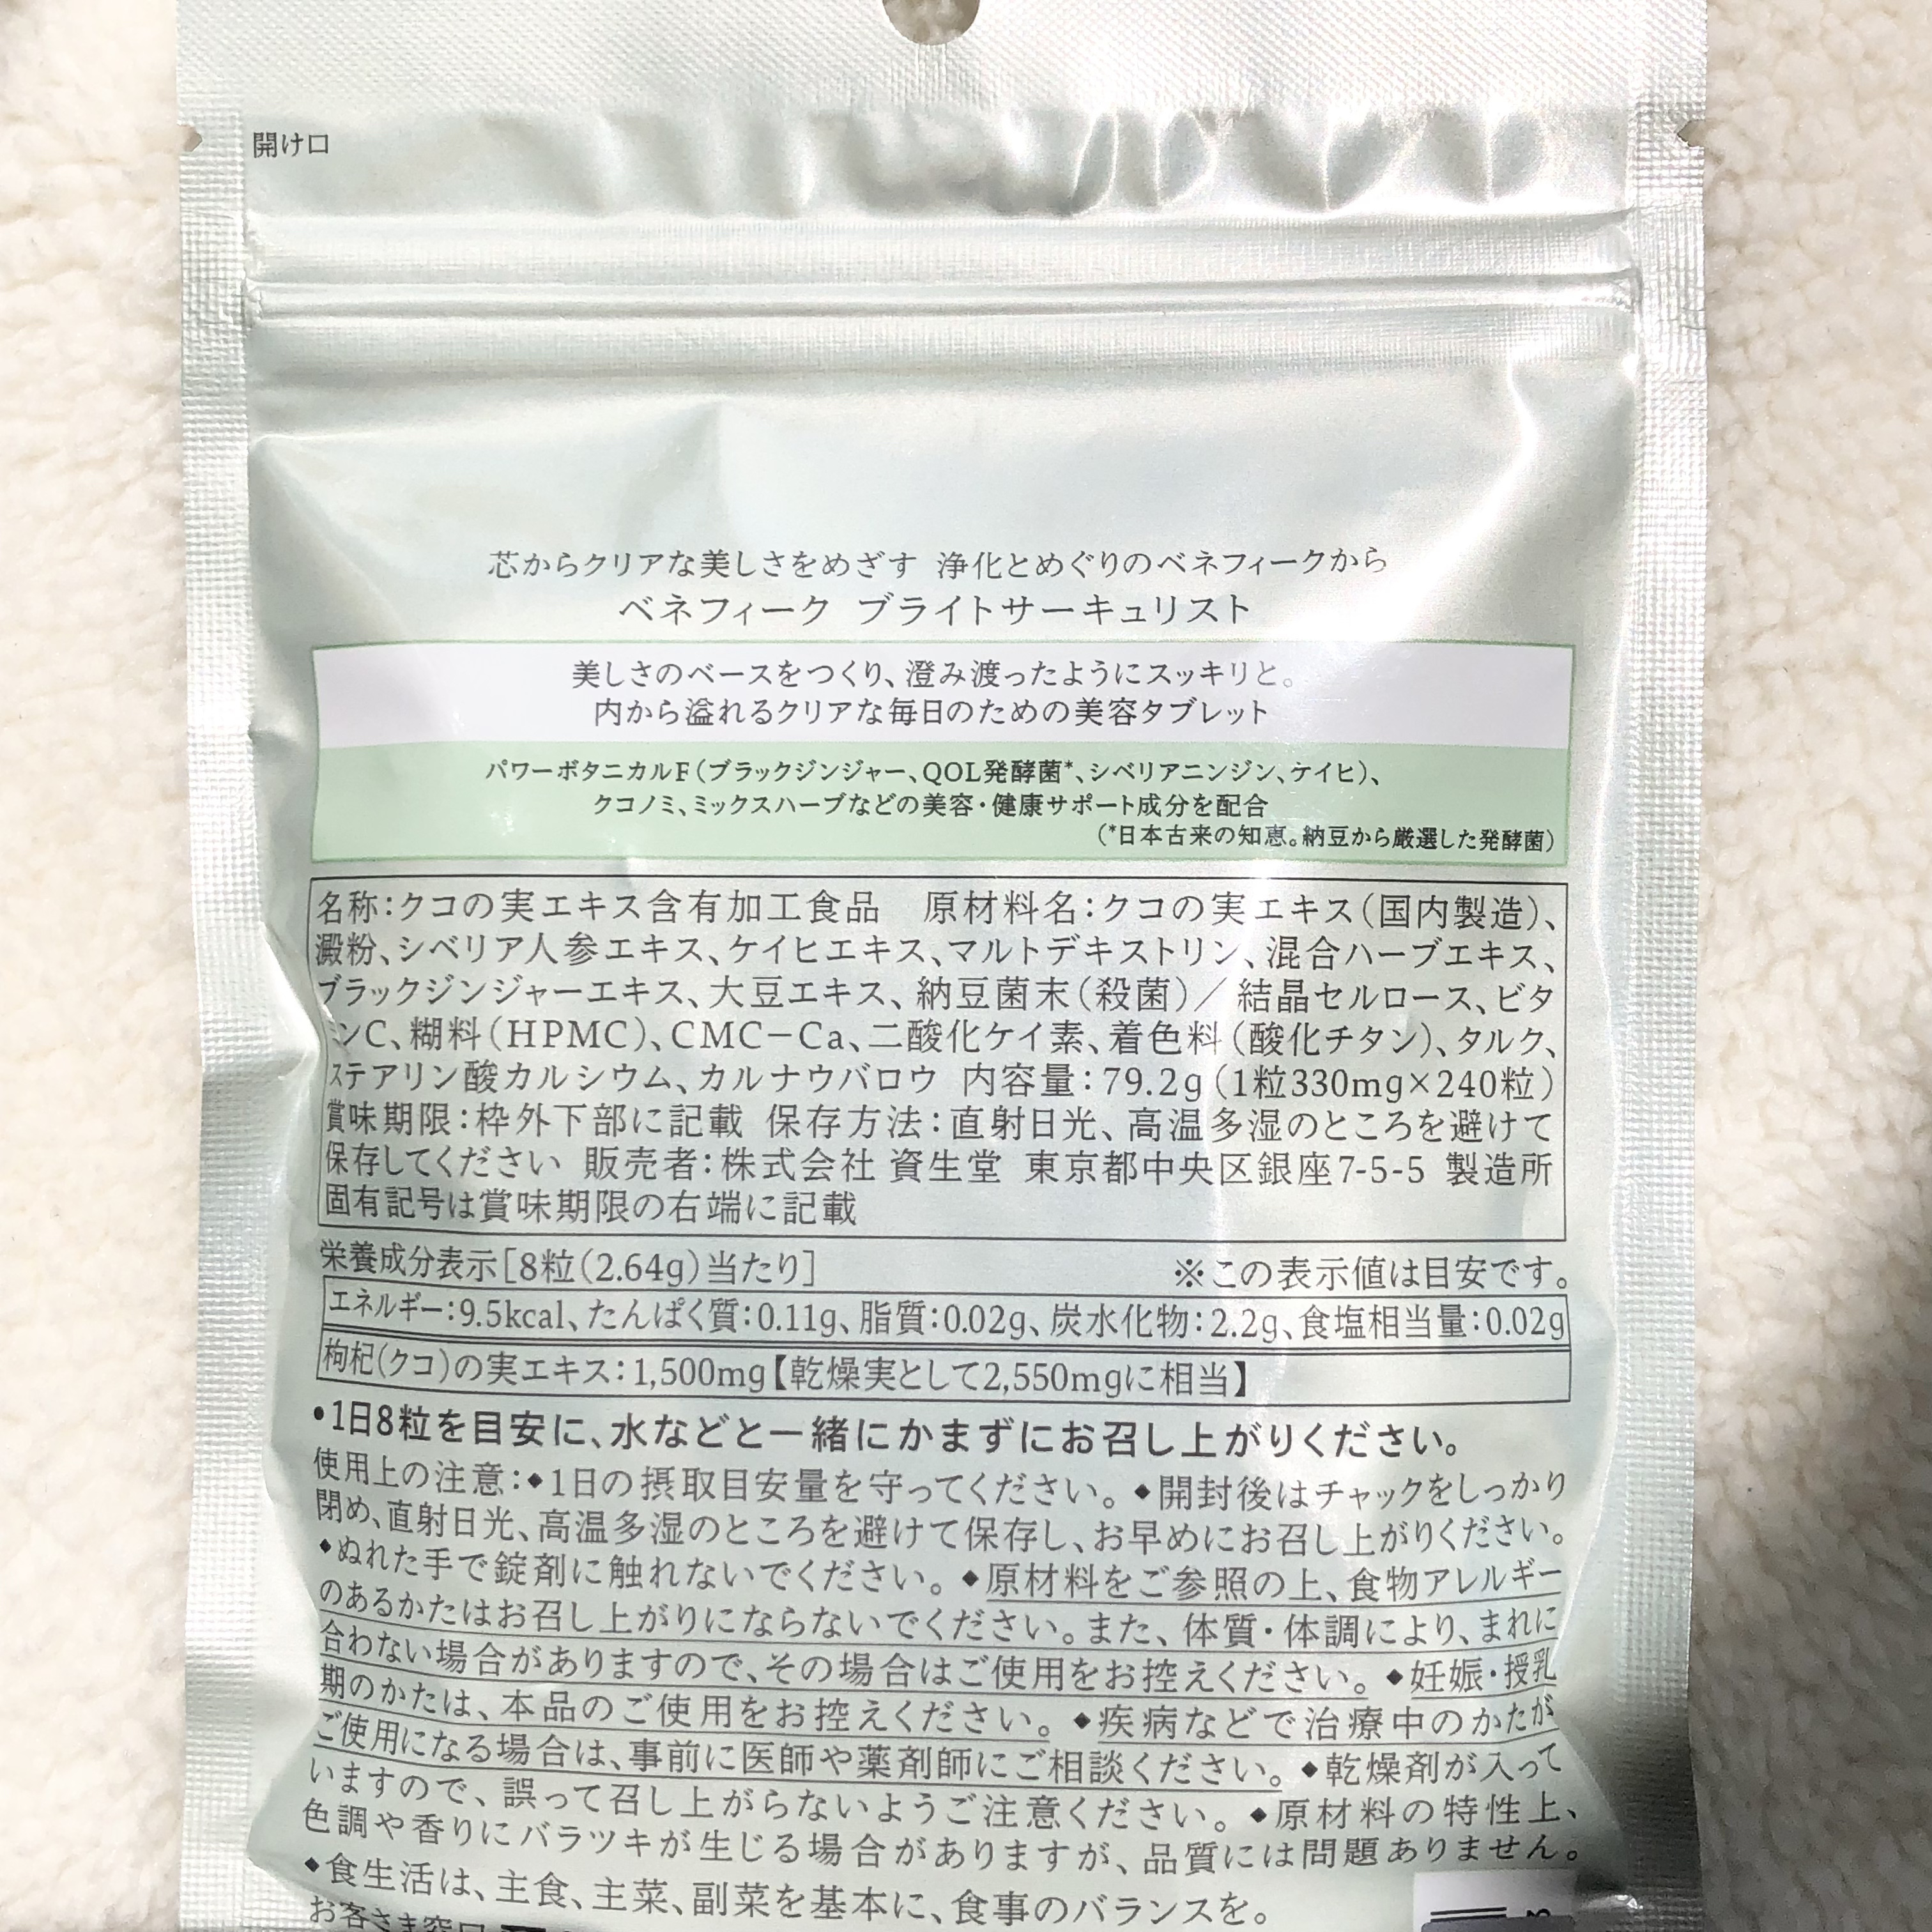 開け口
芯からクリアな美しさをめざす 浄化とめぐりのベネフィークから
ベネフィーク ブライトサーキュリスト
美しさのベースをつくり、澄み渡ったようにスッキリと。
内から溢れるクリアな毎日のための美容タブレット
パワーボタニカルF(ブラックジンジャー、QOL発酵菌*、シベリアニンジン、ケイヒ)、
クコノミ、ミックスハーブなどの美容・健康サポート成分を配合
(*日本古来の知恵。納豆から厳選した発酵菌)
名称：クコの実エキス含有加工食品 原材料名：クコの実エキス(国内製造)、
澱粉、シベリア人参エキス、ケイヒエキス、マルトデキストリン、混合ハーブエキス、
ブラックジンジャーエキス、大豆エキス、納豆菌末(殺菌)／結晶セルロース、ビタ
ミンC、糊料(HPMC)、CMC－Ca、二酸化ケイ素、着色料(酸化チタン)、タルク、
ステアリン酸カルシウム、カルナウバロウ 内容量：79.2g(1粒330mg×240粒)
賞味期限：枠外下部に記載 保存方法：直射日光、高温多湿のところを避けて
保存してください 販売者：株式会社 資生堂 東京都中央区銀座7-5-5 製造所
固有記号は賞味期限の右端に記載
栄養成分表示[8粒(2.64g)当たり] ※この表示値は目安です。
エネルギー：9.5kcal、たんぱく質：0.11g、脂質：0.02g、炭水化物：2.2g、食塩相当量：0.02g
枸杞(クコ)の実エキス：1,500mg【乾燥実として2,550mgに相当】
•1日8粒を目安に、水などと一緒にかまずにお召し上がりください。
使用上の注意：◆1日の摂取目安量を守ってください。◆開封後はチャックをしっかり
閉め、直射日光、高温多湿のところを避けて保存し、お早めにお召し上がりください。
◆ぬれた手で錠剤に触れないでください。◆原材料をご参照の上、食物アレルギー
のあるかたはお召し上がりにならないでください。また、体質・体調により、まれに
合わない場合がありますので、その場合はご使用をお控えください。◆妊娠・授乳
期のかたは、本品のご使用をお控えください。◆疾病などで治療中のかたが
ご使用になる場合は、事前に医師や薬剤師にご相談ください。◆乾燥剤が入って
いますので、誤って召し上がらないようご注意ください。◆原材料の特性上、
色調や香りにバラツキが生じる場合がありますが、品質には問題ありません。
◆食生活は、主食、主菜、副菜を基本に、食事のバランスを。
お客さま窓口